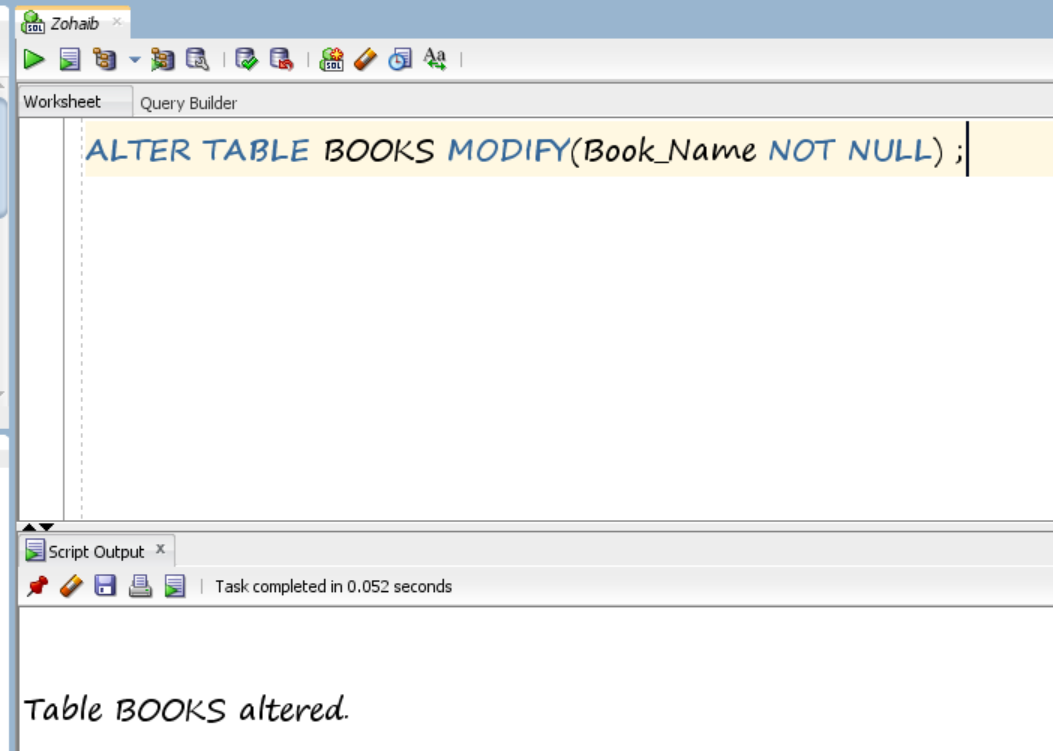 Zohaib
Worksheet Query Builder
ALTER TABLE BOOKS MODIFY(Book_Name NOT NULL) ;
Script Output x
Task completed in 0.052 seconds
Table BOOKS altered.